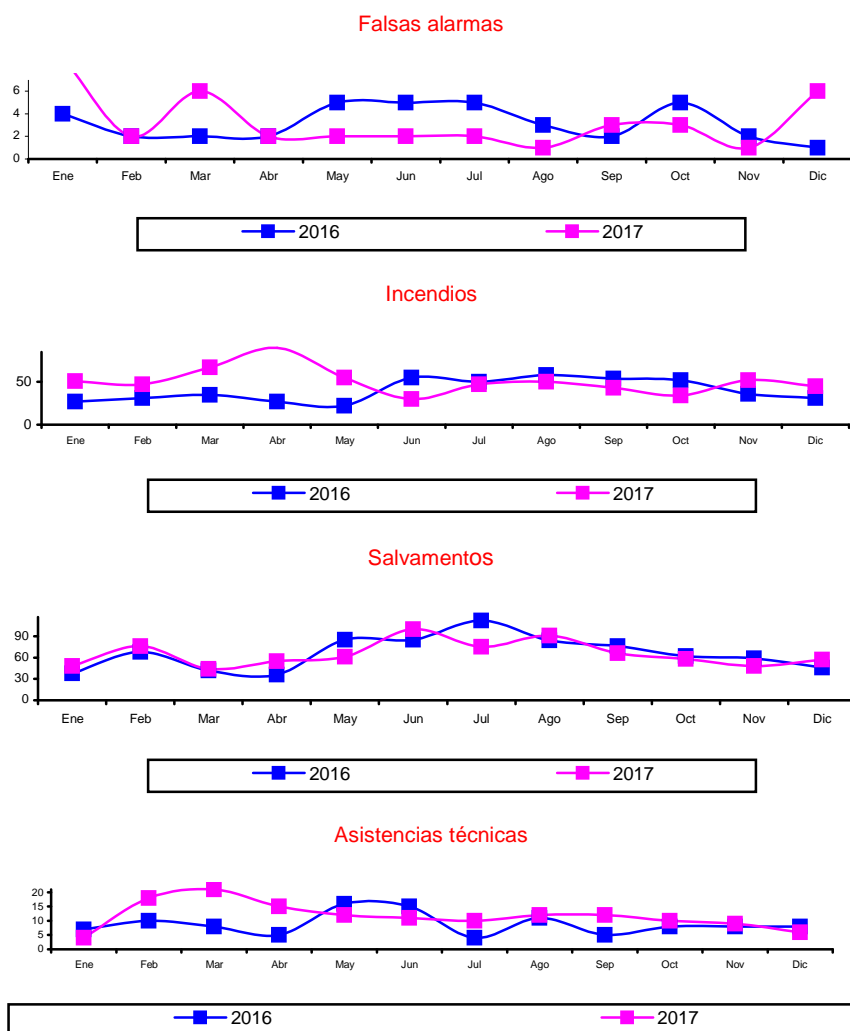 Falsas alarmas
6
4
2
0
Ene Feb Mar Abr May Jun Jul Ago Sep Oct Nov Dic
2016 2017
Incendios
50
0
Ene Feb Mar Abr May Jun Jul Ago Sep Oct Nov Dic
2016 2017
Salvamentos
90
60
30
0
Ene Feb Mar Abr May Jun Jul Ago Sep Oct Nov Dic
2016 2017
Asistencias técnicas
20
15
10
5
0
Ene Feb Mar Abr May Jun Jul Ago Sep Oct Nov Dic
2016 2017